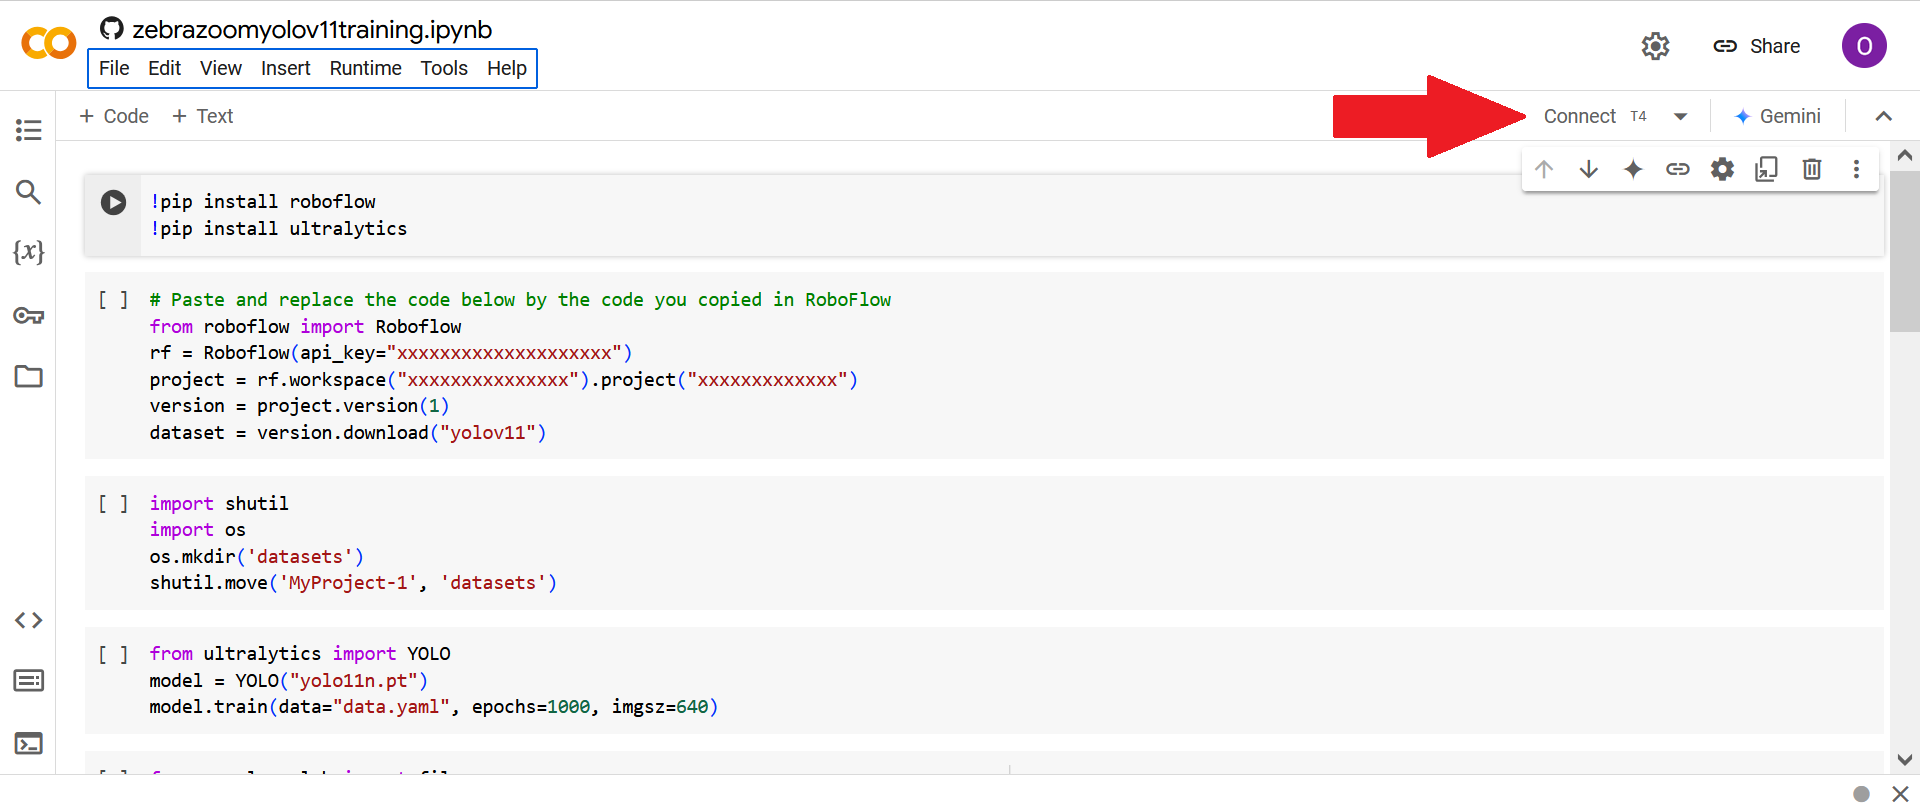 zebrazoomyolov11training.ipynb
File Edit View Insert Runtime Tools Help
Share
O
+ Code + Text
Connect T4
Gemini
!pip install roboflow
!pip install ultralytics
{x}
[ ] # Paste and replace the code below by the code you copied in RoboFlow
from roboflow import Roboflow
rf = Roboflow(api_key="xxxxxxxxxxxxxxxxxxxx")
project = rf.workspace("xxxxxxxxxxxxxxx").project("xxxxxxxxxxxxx")
version = project.version(1)
dataset = version.download("yolov11")
[ ] import shutil
import os
os.mkdir('datasets')
shutil.move('MyProject-1', 'datasets')
[ ] from ultralytics import YOLO
model = YOLO("yolo11n.pt")
model.train(data="data.yaml", epochs=1000, imgsz=640)